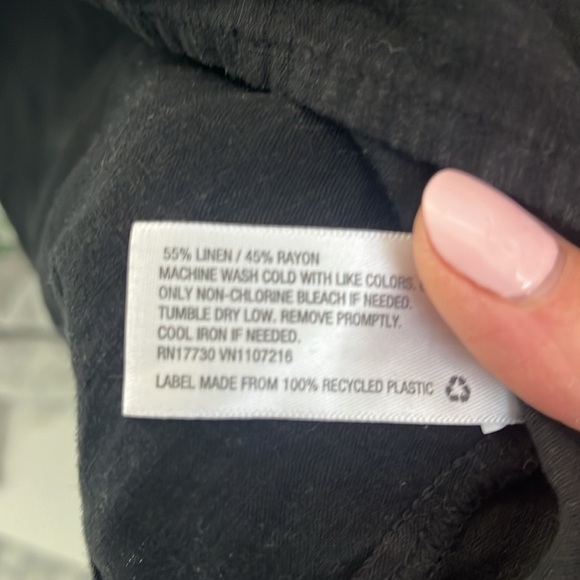 55% LINEN / 45% RAYON
MACHINE WASH COLD WITH LIKE COLORS.
ONLY NON-CHLORINE BLEACH IF NEEDED.
TUMBLE DRY LOW. REMOVE PROMPTLY.
COOL IRON IF NEEDED.
RN17730 VN1107216
LABEL MADE FROM 100% RECYCLED PLASTIC